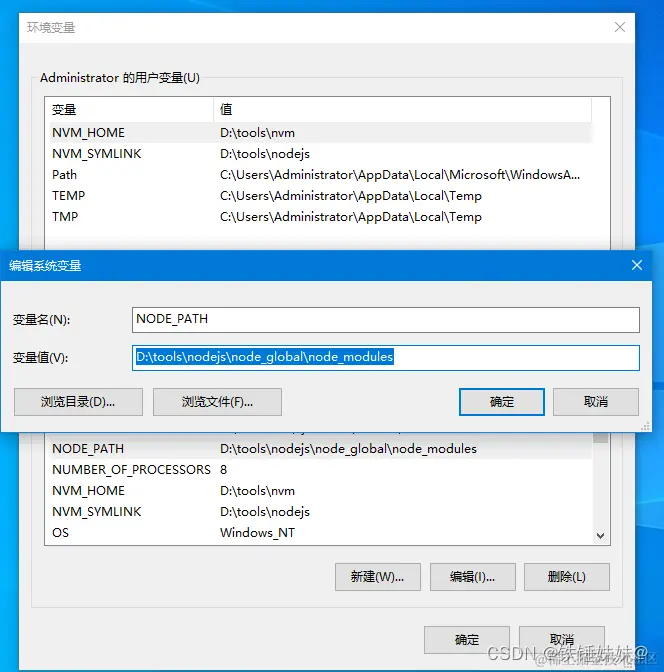 环境变量
Administrator 的用户变量(U)
变量 值
NVM_HOME D:\tools\nvm
NVM_SYMLINK D:\tools\nodejs
Path C:\Users\Administrator\AppData\Local\Microsoft\WindowsA...
TEMP C:\Users\Administrator\AppData\Local\Temp
TMP C:\Users\Administrator\AppData\Local\Temp
编辑系统变量
变量名(N): NODE_PATH
变量值(V): D:\tools\nodejs\node_global\node_modules
浏览目录(D)... 浏览文件(F)... 确定 取消
NODE_PATH D:\tools\nodejs\node_global\node_modules
NUMBER_OF_PROCESSORS 8
NVM_HOME D:\tools\nvm
NVM_SYMLINK D:\tools\nodejs
OS Windows_NT
新建(W)... 编辑(I)... 删除(L)
确定 取消
CSDN @铁锤妹妹@